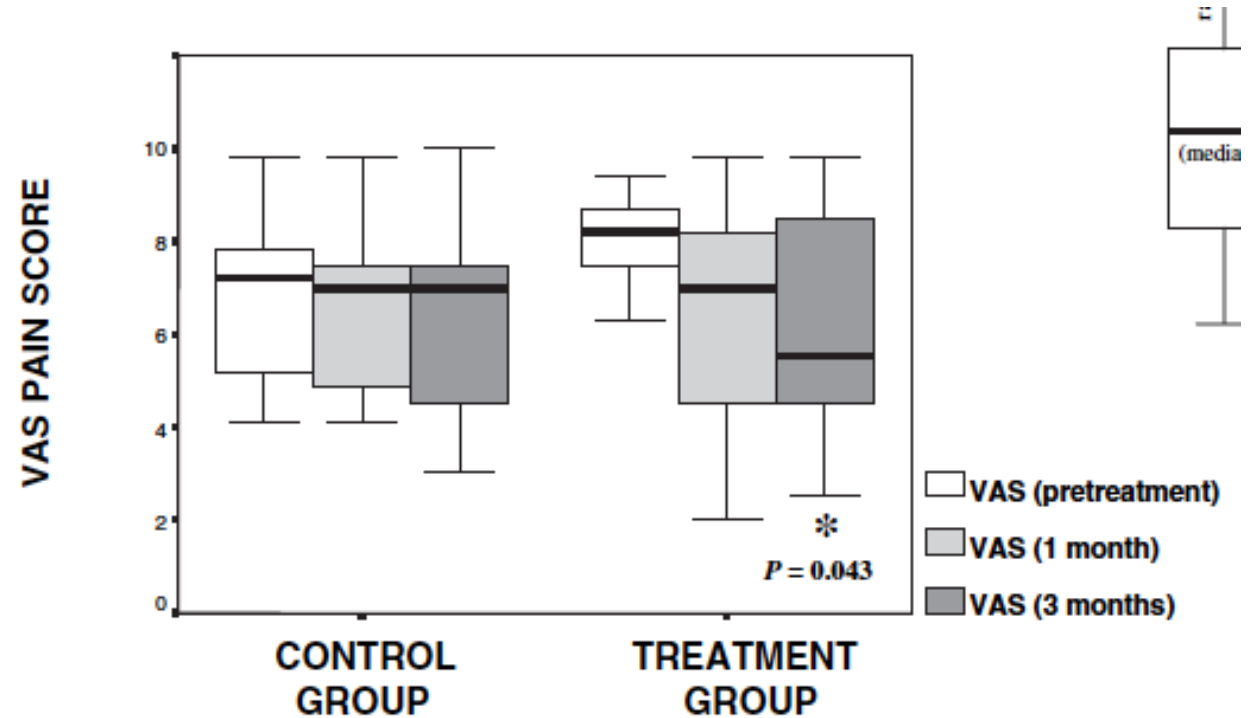 VAS PAIN SCORE
10
8
6
4
2
0
*
P = 0.043
CONTROL
GROUP
TREATMENT
GROUP
VAS (pretreatment)
VAS (1 month)
VAS (3 months)
(media